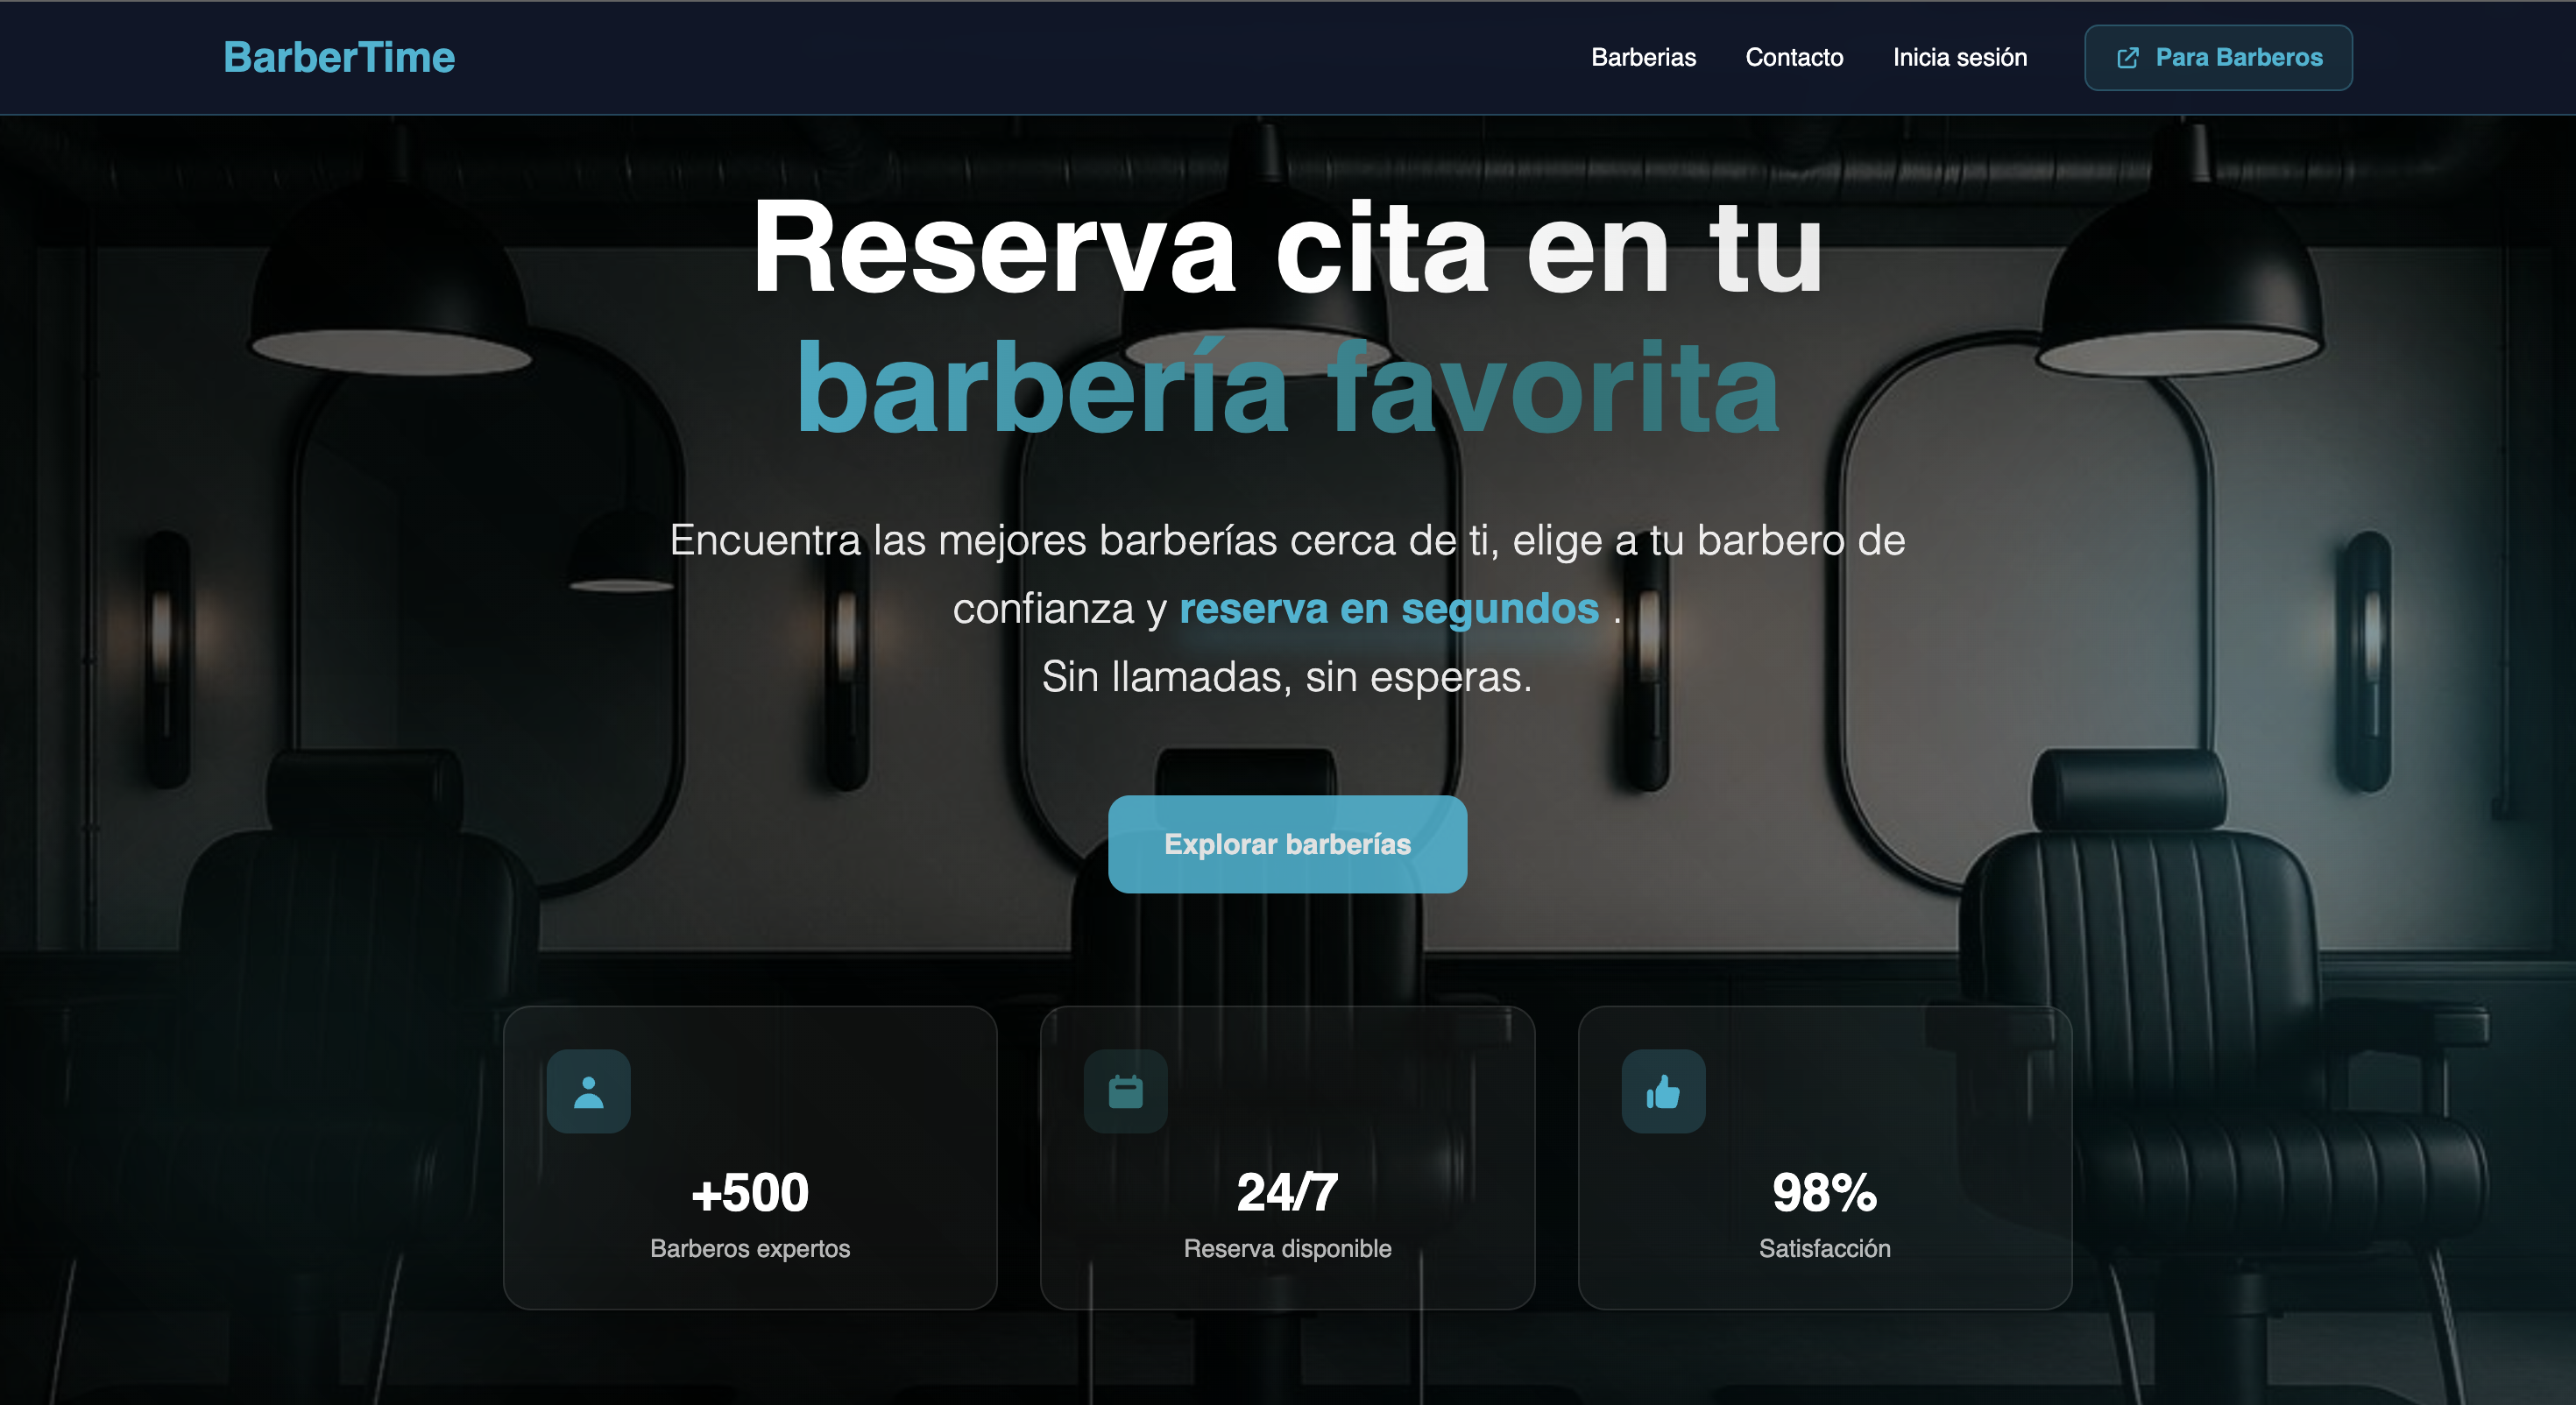 BarberTime
Barberias
Contacto
Inicia sesión
Para Barberos
Reserva cita en tu
barbería favorita
Encuentra las mejores barberías cerca de ti, elige a tu barbero de
confianza y reserva en segundos .
Sin llamadas, sin esperas.
Explorar barberías
+500
Barberos expertos
24/7
Reserva disponible
98%
Satisfacción